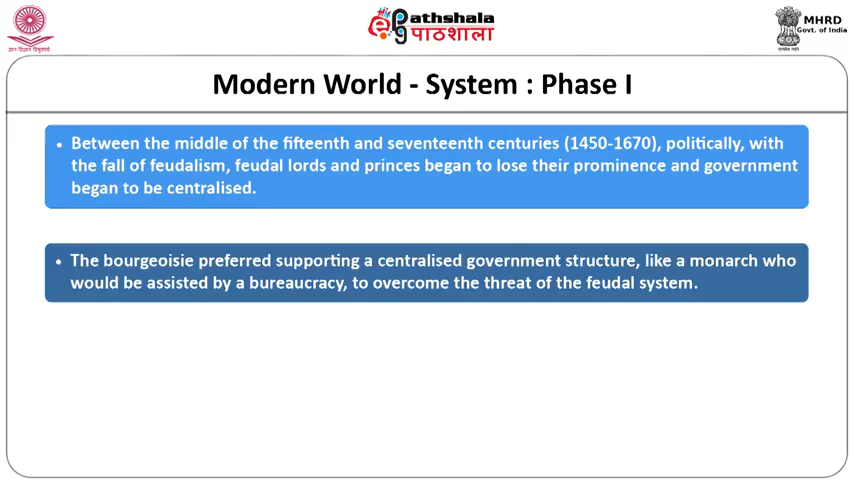 Pathshala
पाठशाला
MHRD
Govt. of India
Modern World - System : Phase I
• Between the middle of the fifteenth and seventeenth centuries (1450-1670), politically, with
the fall of feudalism, feudal lords and princes began to lose their prominence and government
began to be centralised.
• The bourgeoisie preferred supporting a centralised government structure, like a monarch who
would be assisted by a bureaucracy, to overcome the threat of the feudal system.